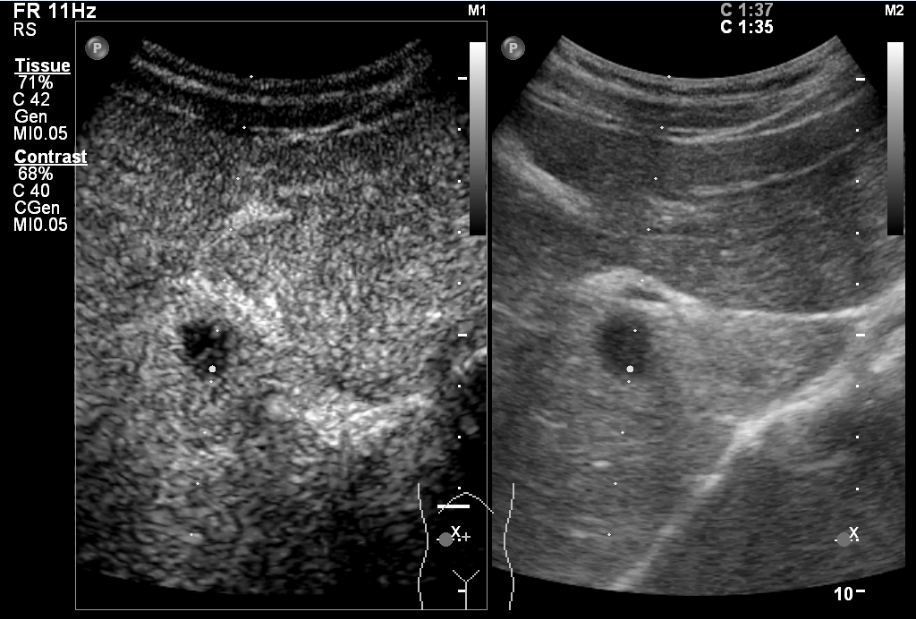 FR 11Hz
RS
M1
C 1:37
C 1:35
M2
P
P
Tissue
71%
C 42
Gen
MI0.05
Contrast
68%
C 40
CGen
MI0.05
X
+
X
10